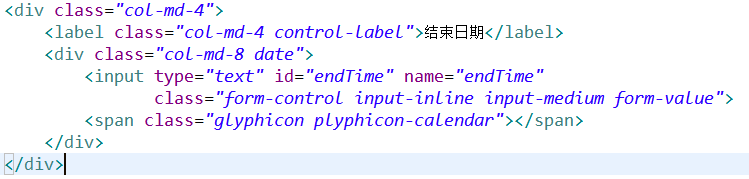 <div class="col-md-4">
<label class="col-md-4 control-label">结束日期</label>
<div class="col-md-8 date">
<input type="text" id="endTime" name="endTime"
class="form-control input-inline input-medium form-value">
<span class="glyphicon plyphicon-calendar"></span>
</div>
</div>